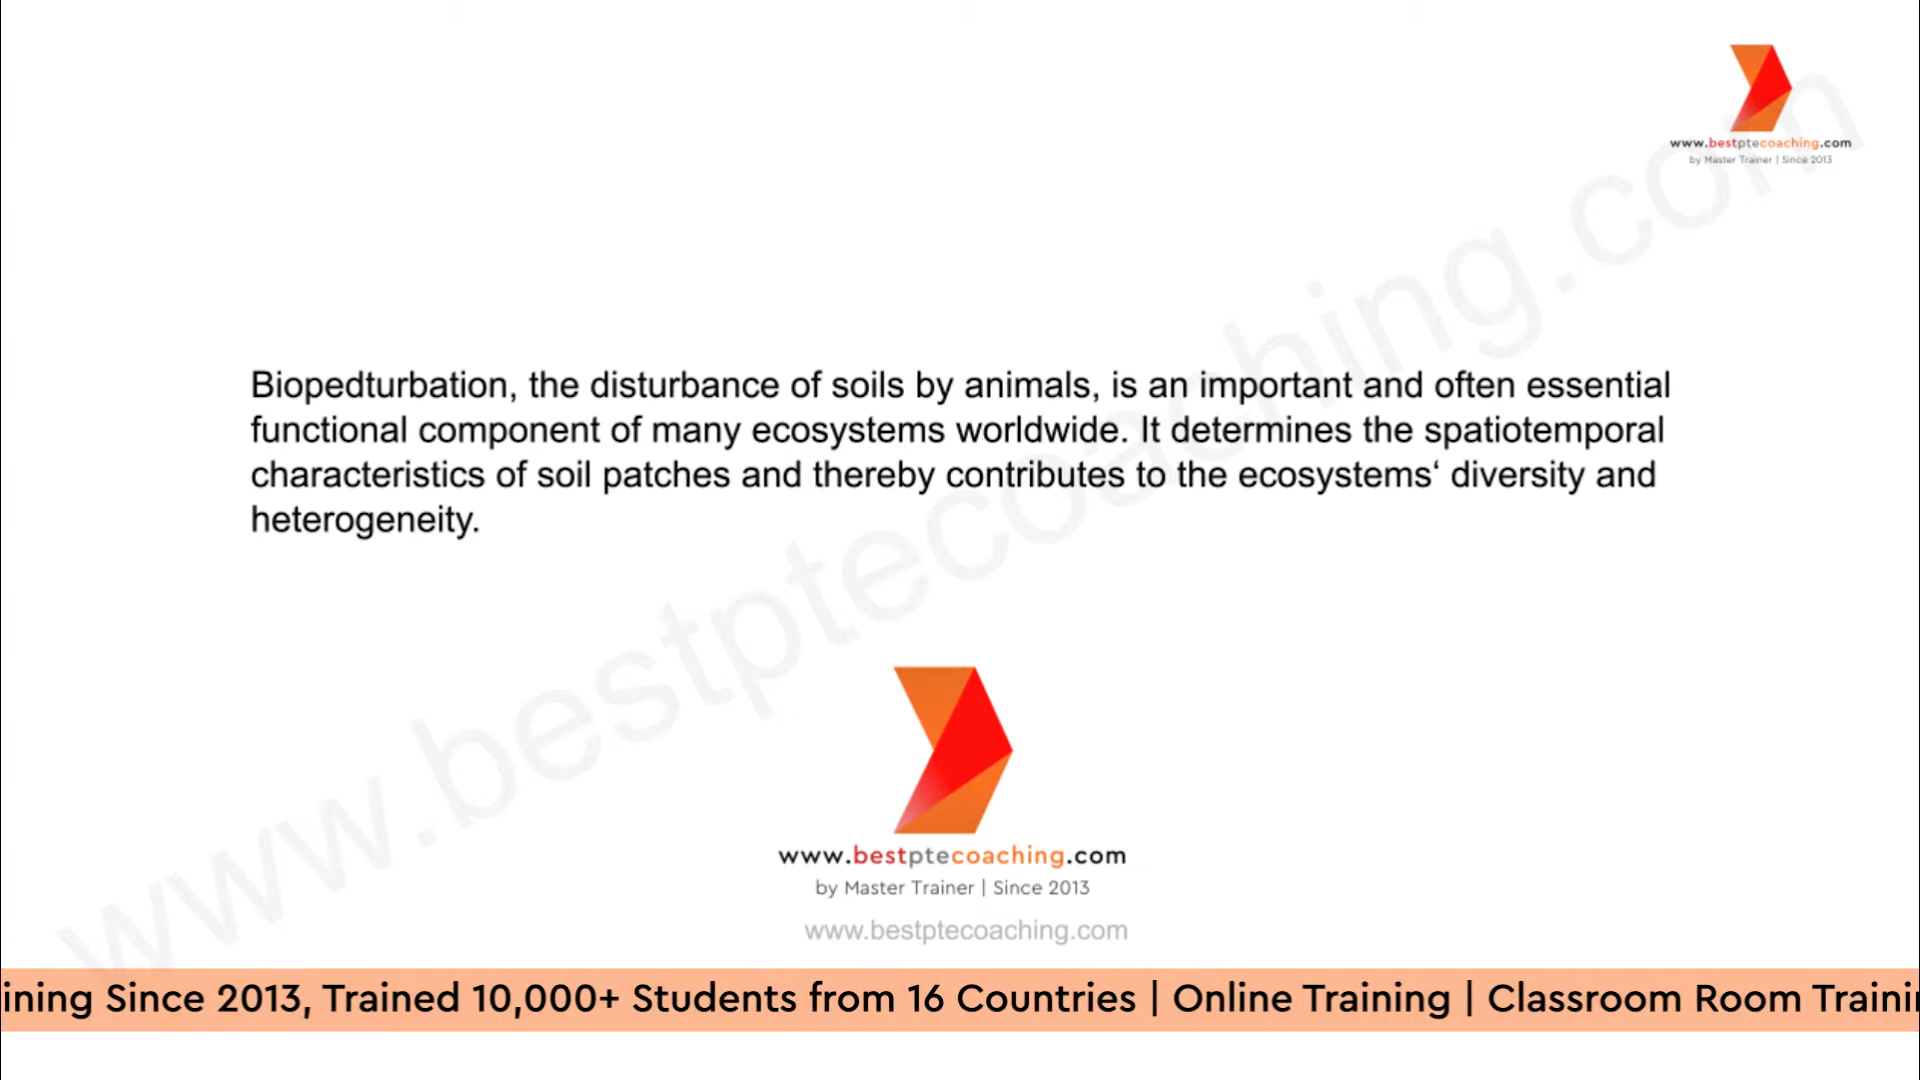 www.bestptecoaching.com
by Master Trainer | Since 2013
Biopedturbation, the disturbance of soils by animals, is an important and often essential
functional component of many ecosystems worldwide. It determines the spatiotemporal
characteristics of soil patches and thereby contributes to the ecosystems‘ diversity and
heterogeneity.
www.bestptecoaching.com
www.bestptecoaching.com
by Master Trainer | Since 2013
www.bestptecoaching.com
ining Since 2013, Trained 10,000+ Students from 16 Countries | Online Training | Classroom Room Traini